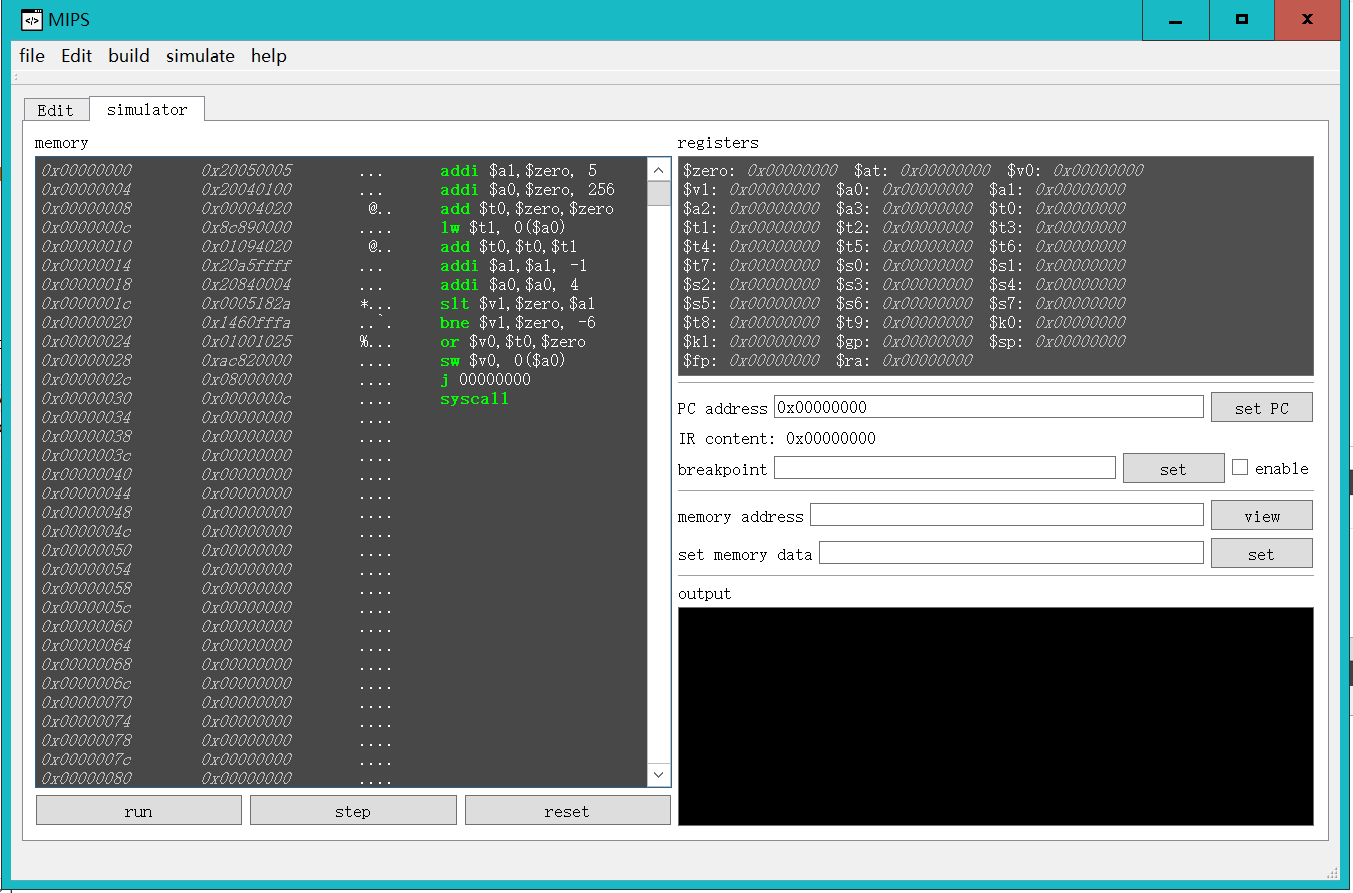 MIPS
file Edit build simulate help
Edit simulator
memory
0x00000000 0x20050005 ... addi $a1,$zero, 5
0x00000004 0x20040100 ... addi $a0,$zero, 256
0x00000008 0x00004020 @.. add $t0,$zero,$zero
0x0000000c 0x8c890000 .... lw $t1, 0($a0)
0x00000010 0x01094020 @.. add $t0,$t0,$t1
0x00000014 0x20a5ffff ... addi $a1,$a1, -1
0x00000018 0x20840004 ... addi $a0,$a0, 4
0x0000001c 0x0005182a *... slt $v1,$zero,$a1
0x00000020 0x1460fffa ..`. bne $v1,$zero, -6
0x00000024 0x01001025 %... or $v0,$t0,$zero
0x00000028 0xac820000 .... sw $v0, 0($a0)
0x0000002c 0x08000000 .... j 00000000
0x00000030 0x0000000c .... syscall
0x00000034 0x00000000 ....
0x00000038 0x00000000 ....
0x0000003c 0x00000000 ....
0x00000040 0x00000000 ....
0x00000044 0x00000000 ....
0x00000048 0x00000000 ....
0x0000004c 0x00000000 ....
0x00000050 0x00000000 ....
0x00000054 0x00000000 ....
0x00000058 0x00000000 ....
0x0000005c 0x00000000 ....
0x00000060 0x00000000 ....
0x00000064 0x00000000 ....
0x00000068 0x00000000 ....
0x0000006c 0x00000000 ....
0x00000070 0x00000000 ....
0x00000074 0x00000000 ....
0x00000078 0x00000000 ....
0x0000007c 0x00000000 ....
0x00000080 0x00000000 ....
run step reset
registers
$zero: 0x00000000 $at: 0x00000000 $v0: 0x00000000
$v1: 0x00000000 $a0: 0x00000000 $a1: 0x00000000
$a2: 0x00000000 $a3: 0x00000000 $t0: 0x00000000
$t1: 0x00000000 $t2: 0x00000000 $t3: 0x00000000
$t4: 0x00000000 $t5: 0x00000000 $t6: 0x00000000
$t7: 0x00000000 $s0: 0x00000000 $s1: 0x00000000
$s2: 0x00000000 $s3: 0x00000000 $s4: 0x00000000
$s5: 0x00000000 $s6: 0x00000000 $s7: 0x00000000
$t8: 0x00000000 $t9: 0x00000000 $k0: 0x00000000
$k1: 0x00000000 $gp: 0x00000000 $sp: 0x00000000
$fp: 0x00000000 $ra: 0x00000000
PC address 0x00000000 set PC
IR content: 0x00000000
breakpoint set enable
memory address view
set memory data set
output